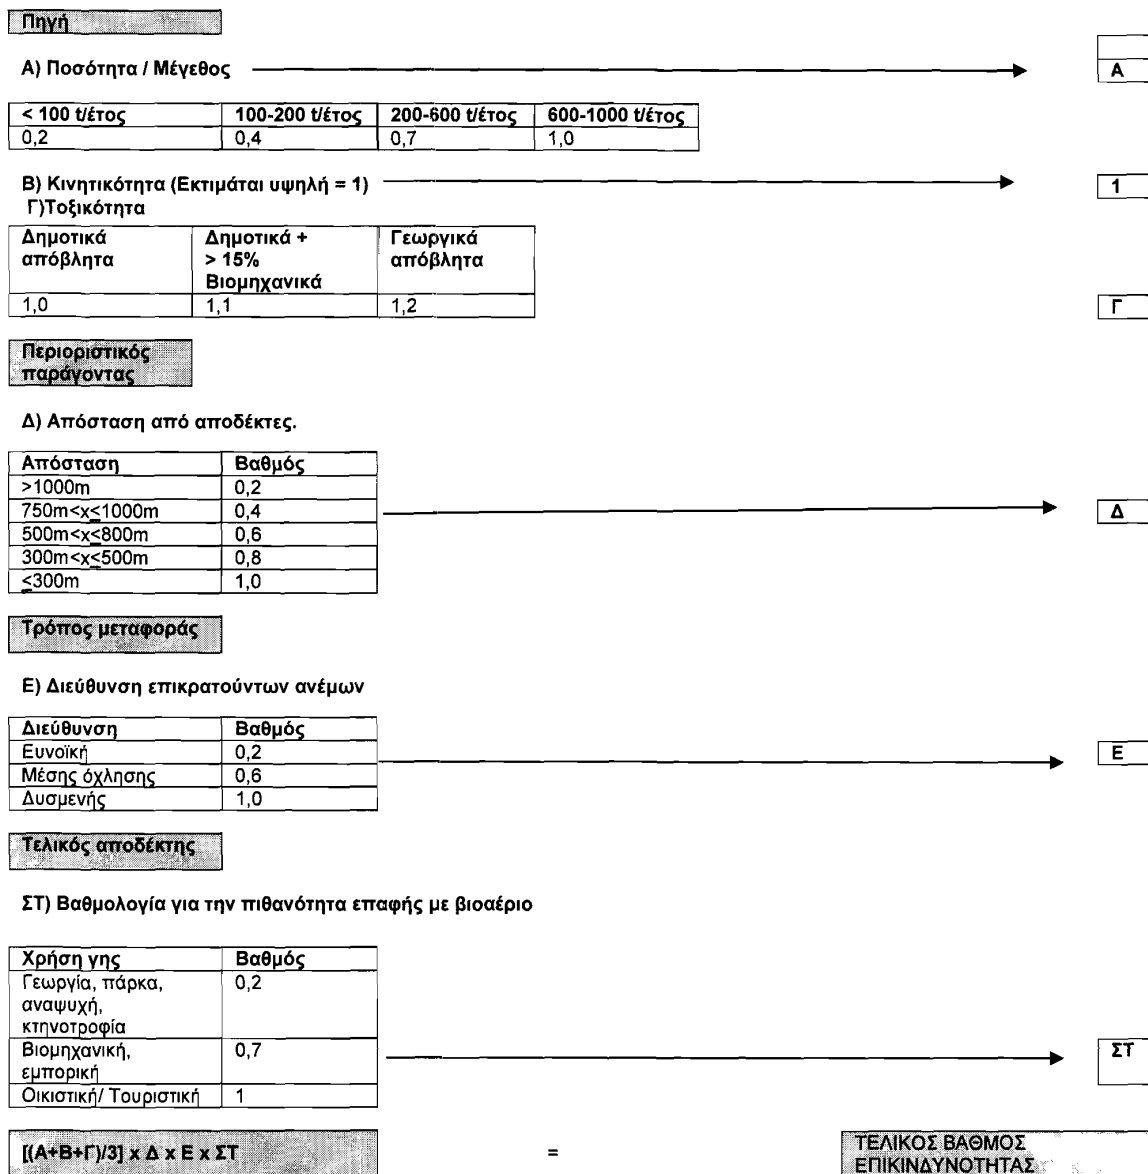 Πηγή
Α) Ποσότητα / Μέγεθος
Α
< 100 t/έτος 100-200 t/έτος 200-600 t/έτος 600-1000 t/έτος
0,2 0,4 0,7 1,0
Β) Κινητικότητα (Εκτιμάται υψηλή = 1)
1
Γ)Τοξικότητα
Δημοτικά απόβλητα Δημοτικά + > 15% Βιομηχανικά Γεωργικά απόβλητα
1,0 1,1 1,2
Γ
Περιοριστικός
παράγοντας
Δ) Απόσταση από αποδέκτες.
Απόσταση Βαθμός
>1000m 0,2
750m<x≤1000m 0,4
Δ
500m<x≤800m 0,6
300m<x≤500m 0,8
≤300m 1,0
Τρόπος μεταφοράς
Ε) Διεύθυνση επικρατούντων ανέμων
Διεύθυνση Βαθμός
Ευνοϊκή 0,2
Ε
Μέσης όχλησης 0,6
Δυσμενής 1,0
Τελικός αποδέκτης
ΣΤ) Βαθμολογία για την πιθανότητα επαφής με βιοαέριο
Χρήση γης Βαθμός
Γεωργία, πάρκα, 0,2
αναψυχή,
κτηνοτροφία
Βιομηχανική, 0,7
ΣΤ
εμπορική
Οικιστική/ Τουριστική 1
[(Α+Β+Γ)/3] x Δ x Ε x ΣΤ = ΤΕΛΙΚΟΣ ΒΑΘΜΟΣ
ΕΠΙΚΙΝΔΥΝΟΤΗΤΑΣ